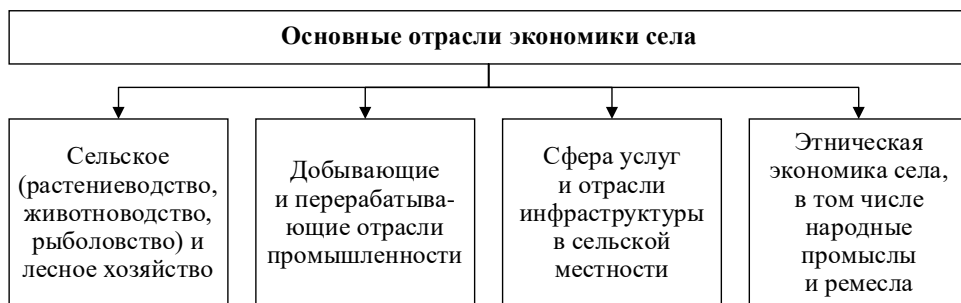 Основные отрасли экономики села
Сельское
(растениеводство,
животноводство,
рыболовство) и
лесное хозяйство
Добывающие
и перерабатыва-
ющие отрасли
промышленности
Сфера услуг
и отрасли
инфраструктуры
в сельской
местности
Этническая
экономика села,
в том числе
народные
промыслы
и ремесла